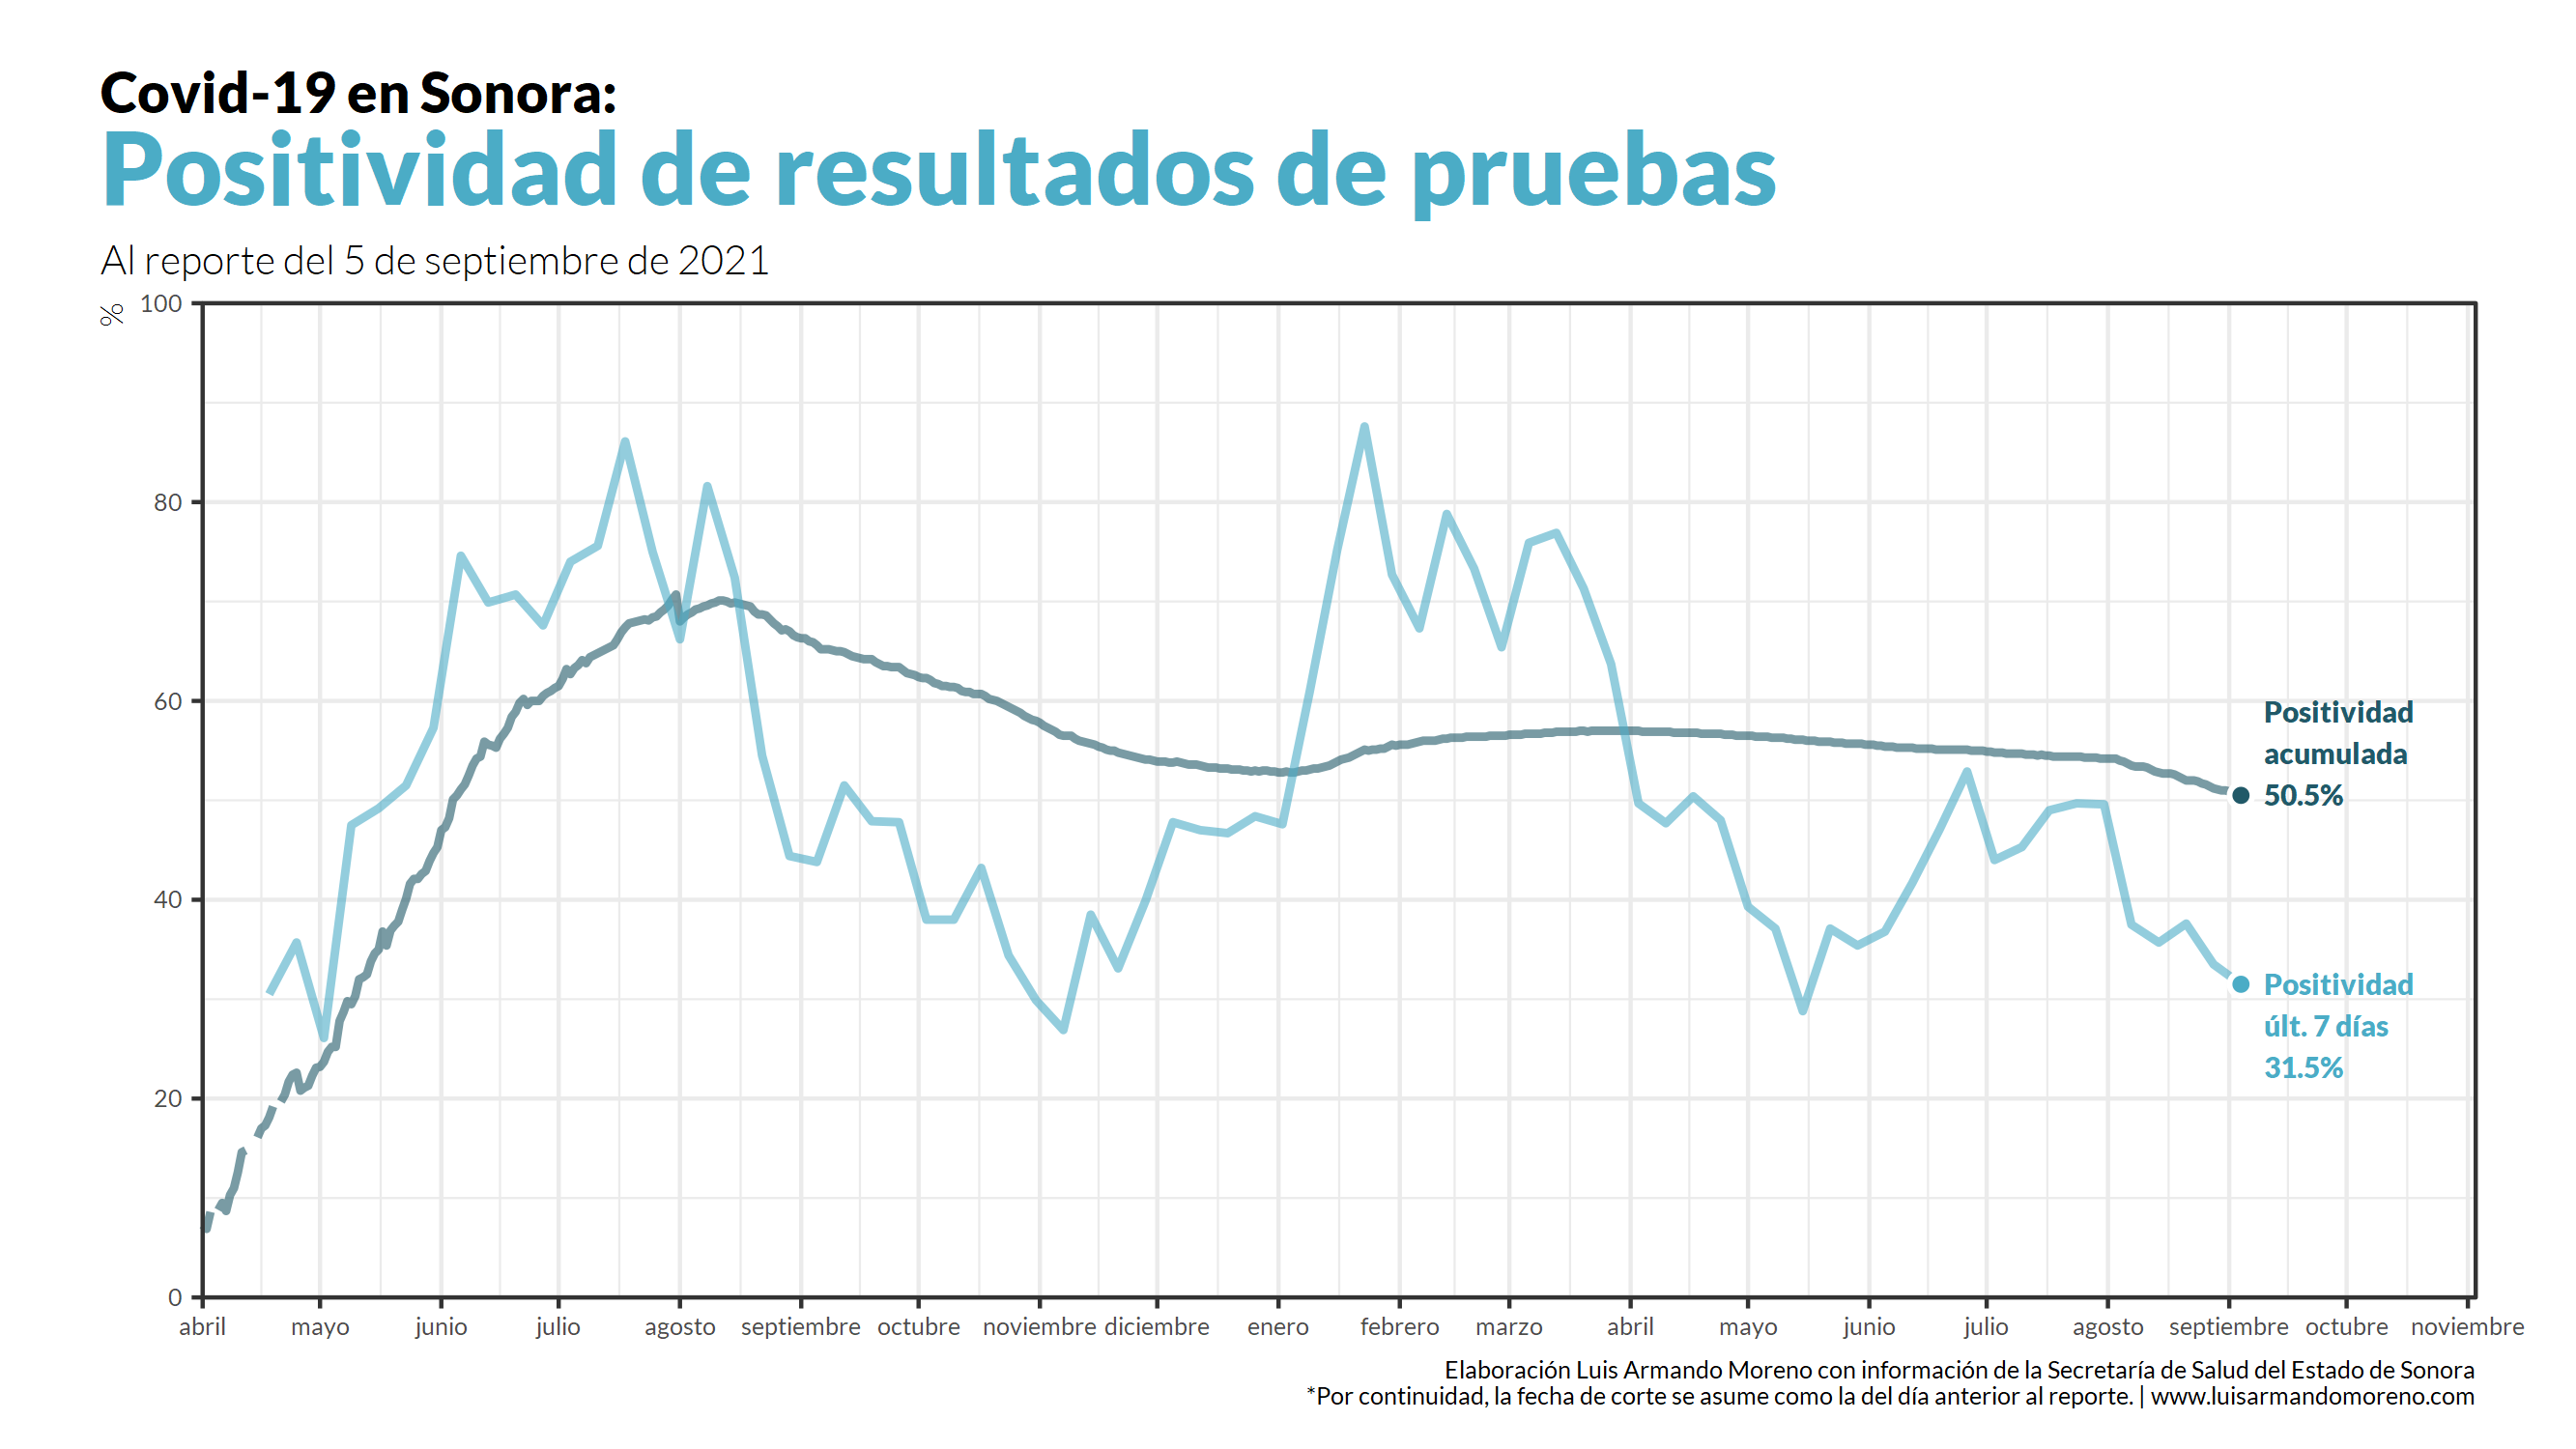 Covid-19 en Sonora:
Positividad de resultados de pruebas
Al reporte del 5 de septiembre de 2021
%
100
80
60
40
20
0
Positividad
acumulada
50.5%
Positividad
últ. 7 días
31.5%
abril mayo junio julio agosto septiembre octubre noviembre diciembre enero febrero marzo abril mayo junio julio agosto septiembre octubre noviembre
Elaboración Luis Armando Moreno con información de la Secretaría de Salud del Estado de Sonora
*Por continuidad, la fecha de corte se asume como la del día anterior al reporte. | www.luisarmandomoreno.com